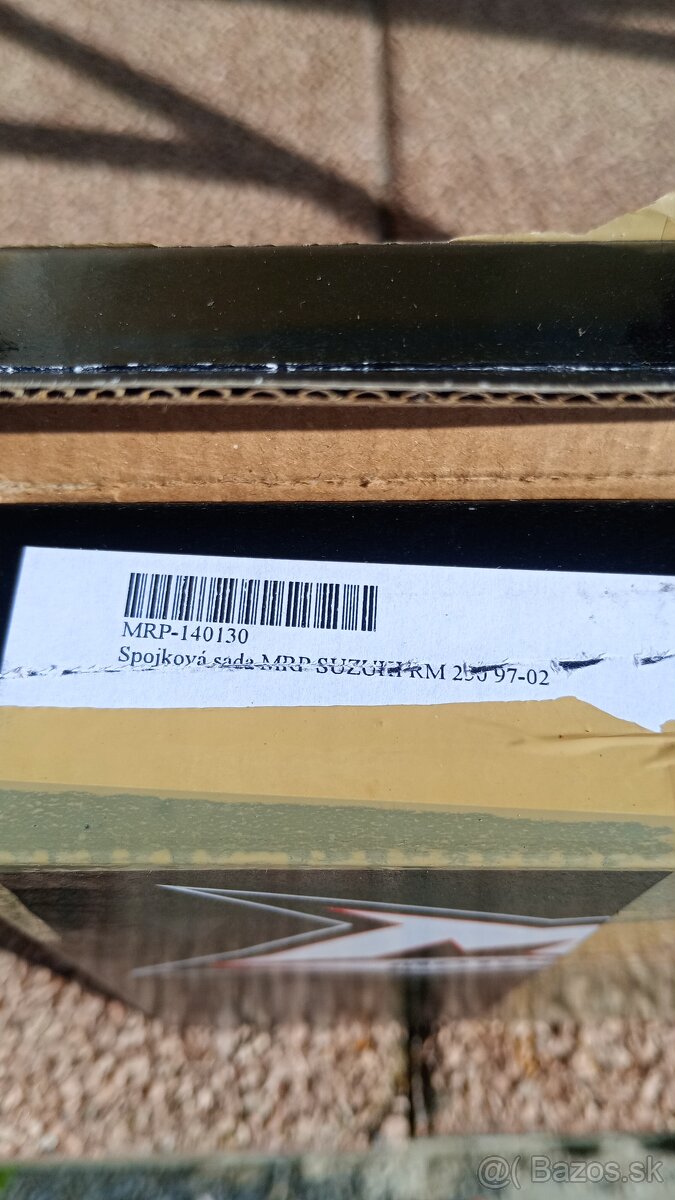 MRP-140130
Spojková sada MRP SUZUKI RM 250 97-02
@( Bazos.sk